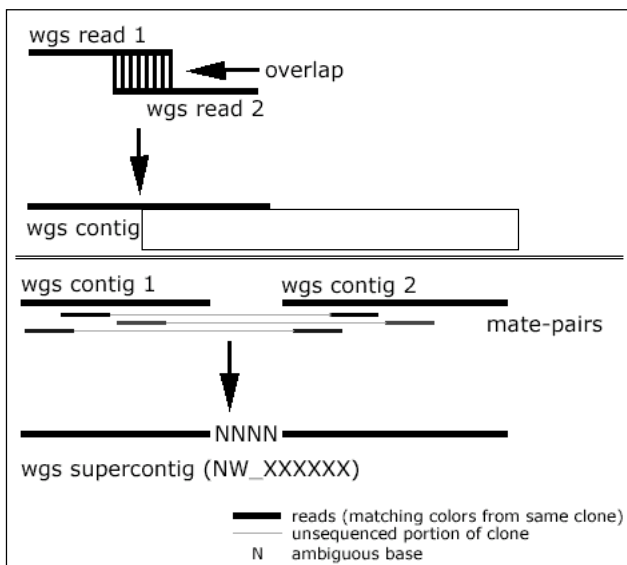 wgs read 1
overlap
wgs read 2
wgs contig
wgs contig 1
wgs contig 2
mate-pairs
NNNN
wgs supercontig (NW_XXXXXX)
reads (matching colors from same clone)
unsequenced portion of clone
N ambiguous base